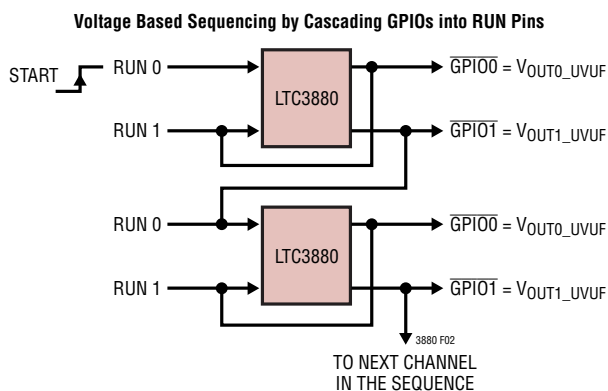 Voltage Based Sequencing by Cascading GPIOs into RUN Pins
START
RUN 0
LTC3880
GPIO0 = VOUT0_UVUF
RUN 1
GPIO1 = VOUT1_UVUF
RUN 0
LTC3880
GPIO0 = VOUT0_UVUF
RUN 1
GPIO1 = VOUT1_UVUF
3880 F02
TO NEXT CHANNEL
IN THE SEQUENCE